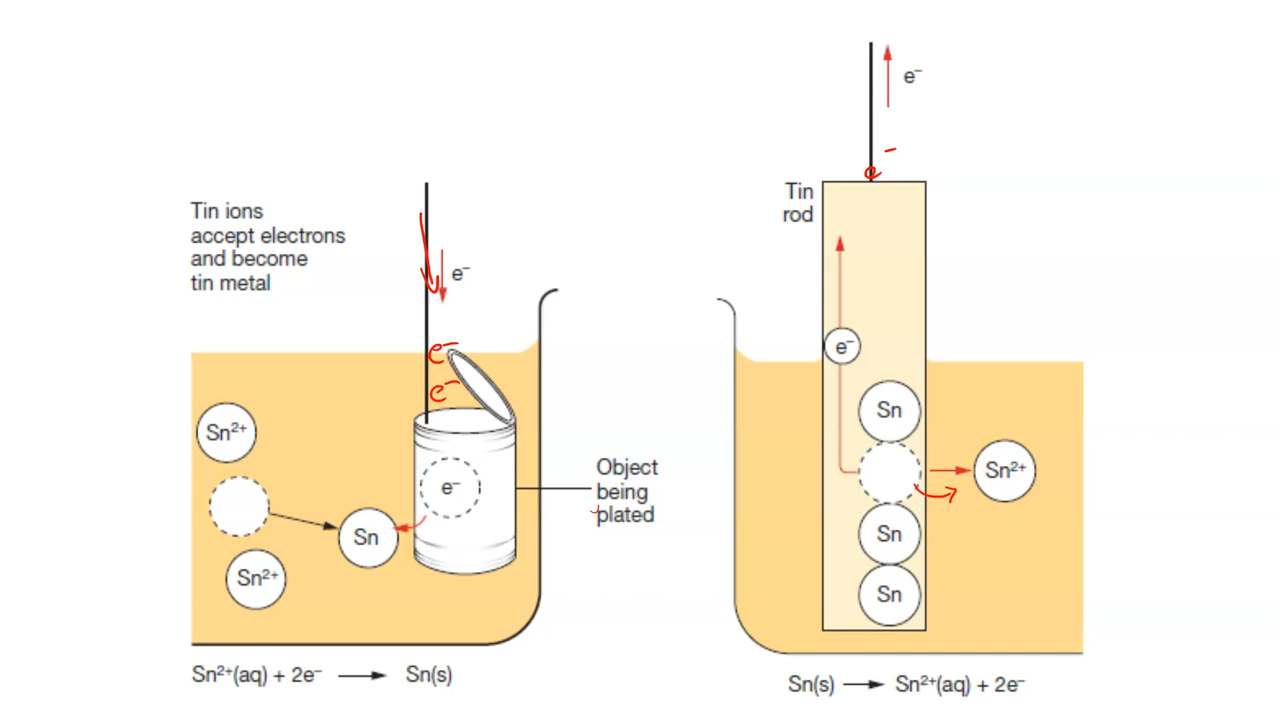 Tin ions
accept electrons
and become
tin metal
e⁻
e⁻
e⁻
Sn²⁺
e⁻
Sn
Sn²⁺
Object
being
plated
Sn²⁺(aq) + 2e⁻ ⟶ Sn(s)
e⁻
e⁻
Tin
rod
e⁻
Sn
Sn²⁺
Sn
Sn
Sn(s) ⟶ Sn²⁺(aq) + 2e⁻